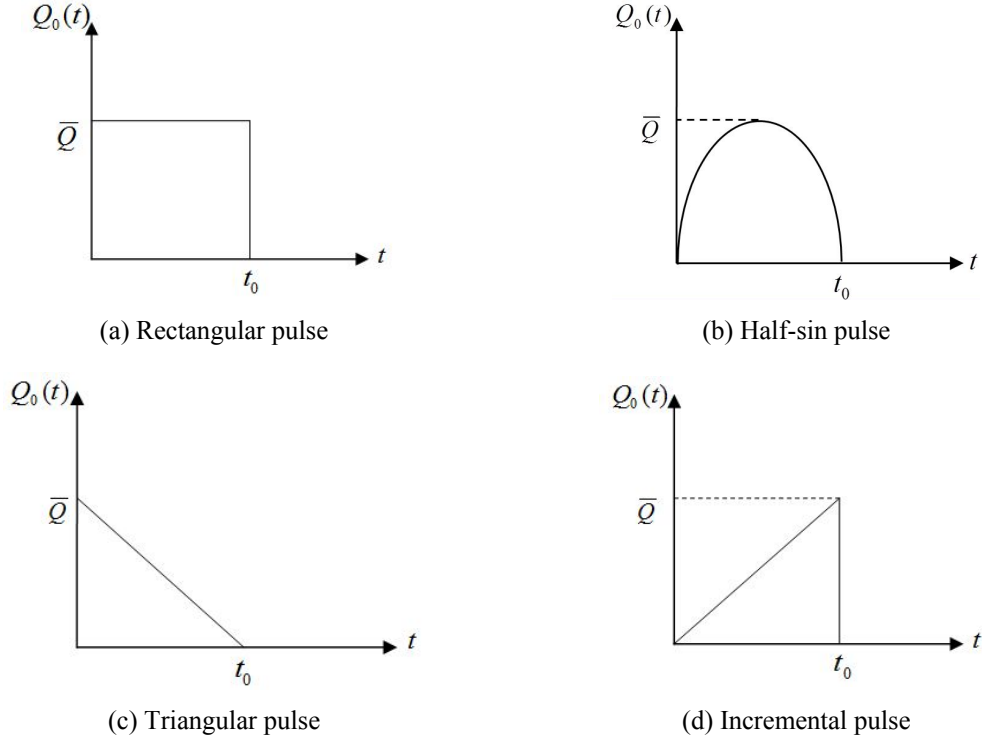 Q₀(t)
Q̅
t
t₀
(a) Rectangular pulse
Q₀(t)
Q̅
t
t₀
(b) Half-sin pulse
Q₀(t)
Q̅
t
t₀
(c) Triangular pulse
Q₀(t)
Q̅
t
t₀
(d) Incremental pulse